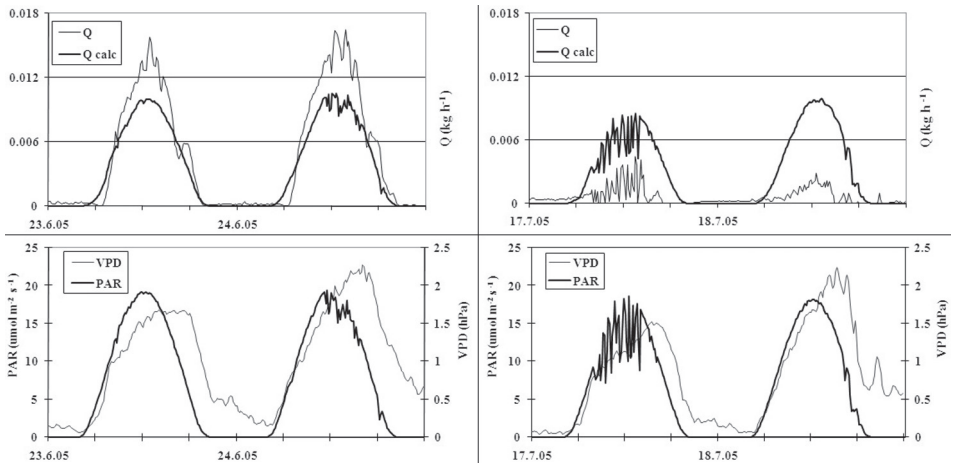 0.018
Q
Q calc
0.012
0.006
0
Q (kg h⁻¹)
23.6.05
24.6.05
0.018
Q
Q calc
0.012
0.006
0
Q (kg h⁻¹)
17.7.05
18.7.05
25
20
15
10
5
0
PAR (umol m⁻² s⁻¹)
VPD
PAR
2.5
2
1.5
1
0.5
0
VPD (hPa)
23.6.05
24.6.05
25
20
15
10
5
0
PAR (umol m⁻² s⁻¹)
VPD
PAR
2.5
2
1.5
1
0.5
0
VPD (hPa)
17.7.05
18.7.05